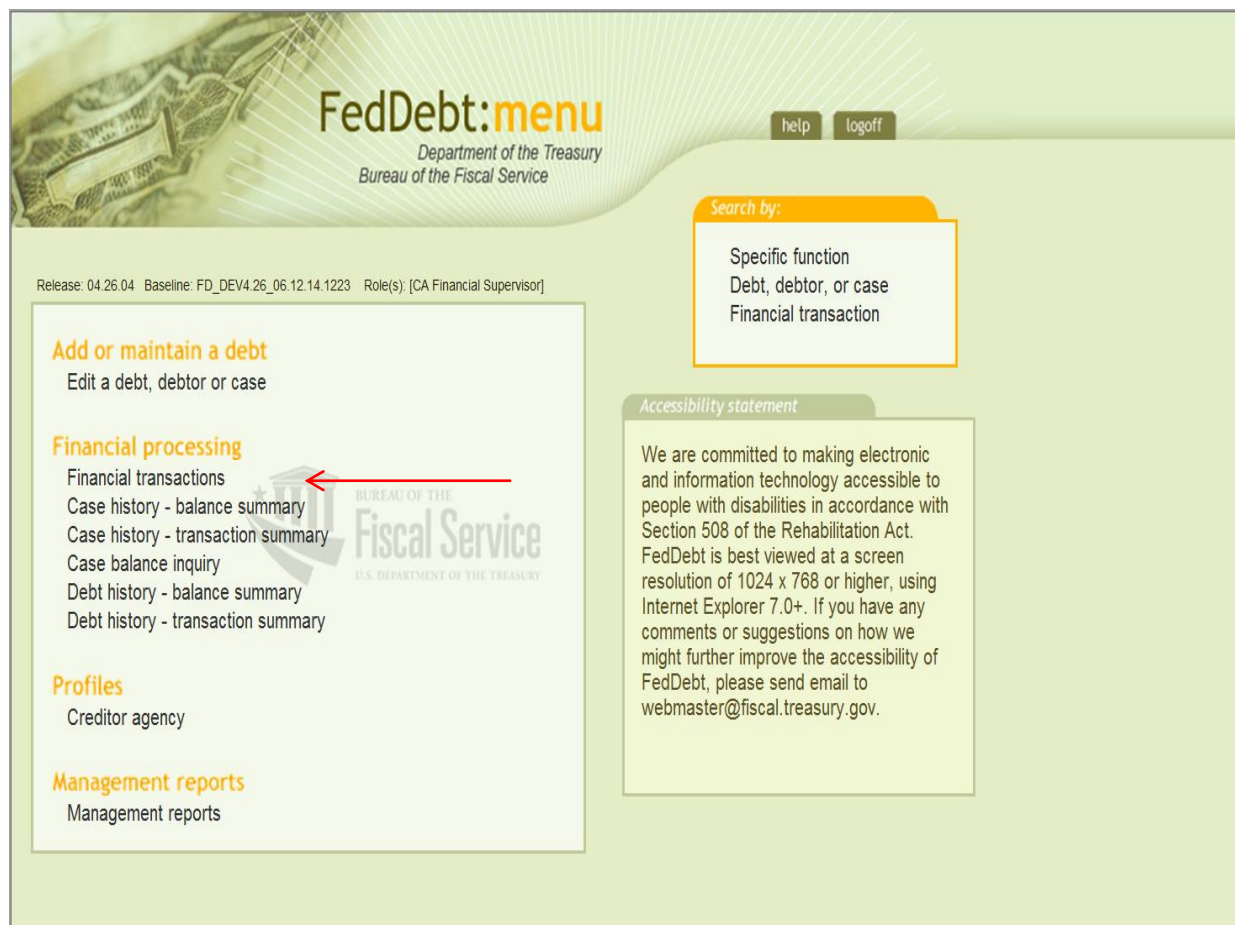 FedDebt:menu
Department of the Treasury
Bureau of the Fiscal Service
help logoff
Search by:
Specific function
Debt, debtor, or case
Financial transaction
Release: 04.26.04 Baseline: FD_DEV4.26_06.12.14.1223 Role(s): [CA Financial Supervisor]
Add or maintain a debt
Edit a debt, debtor or case
Financial processing
Financial transactions
Case history - balance summary
Case history - transaction summary
Case balance inquiry
Debt history - balance summary
Debt history - transaction summary
BUREAU OF THE
Fiscal Service
U.S. DEPARTMENT OF THE TREASURY
Profiles
Creditor agency
Management reports
Management reports
Accessibility statement
We are committed to making electronic
and information technology accessible to
people with disabilities in accordance with
Section 508 of the Rehabilitation Act.
FedDebt is best viewed at a screen
resolution of 1024 x 768 or higher, using
Internet Explorer 7.0+. If you have any
comments or suggestions on how we
might further improve the accessibility of
FedDebt, please send email to
webmaster@fiscal.treasury.gov.